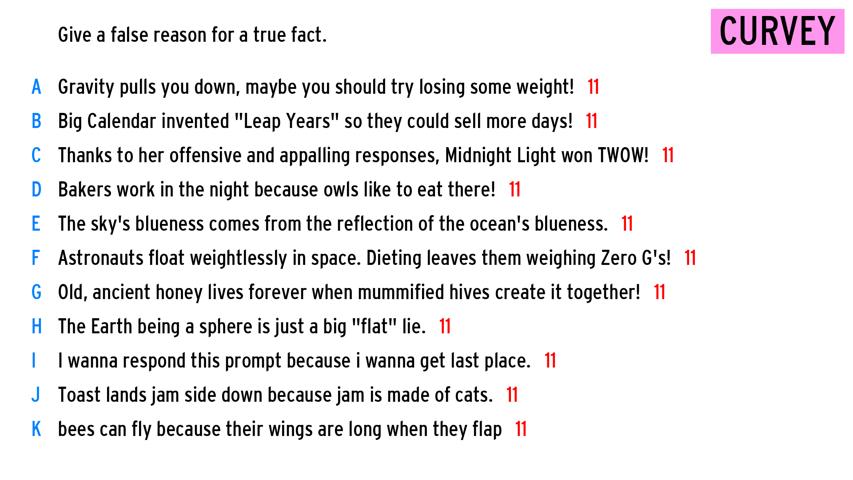 Give a false reason for a true fact.
CURVEY
A Gravity pulls you down, maybe you should try losing some weight! 11
B Big Calendar invented "Leap Years" so they could sell more days! 11
C Thanks to her offensive and appalling responses, Midnight Light won TWOW! 11
D Bakers work in the night because owls like to eat there! 11
E The sky's blueness comes from the reflection of the ocean's blueness. 11
F Astronauts float weightlessly in space. Dieting leaves them weighing Zero G's! 11
G Old, ancient honey lives forever when mummified hives create it together! 11
H The Earth being a sphere is just a big "flat" lie. 11
I I wanna respond this prompt because i wanna get last place. 11
J Toast lands jam side down because jam is made of cats. 11
K bees can fly because their wings are long when they flap 11